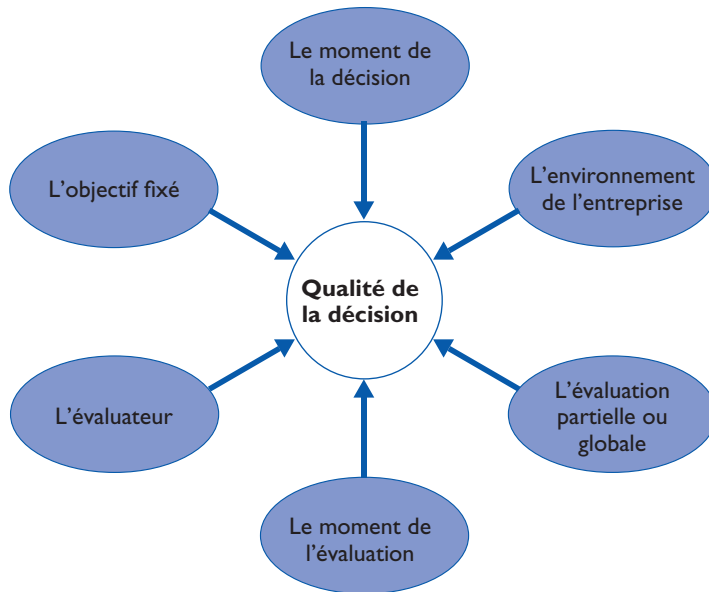 Le moment de
la décision
L'objectif fixé
L'environnement
de l'entreprise
Qualité de
la décision
L'évaluateur
L'évaluation
partielle ou
globale
Le moment de
l'évaluation